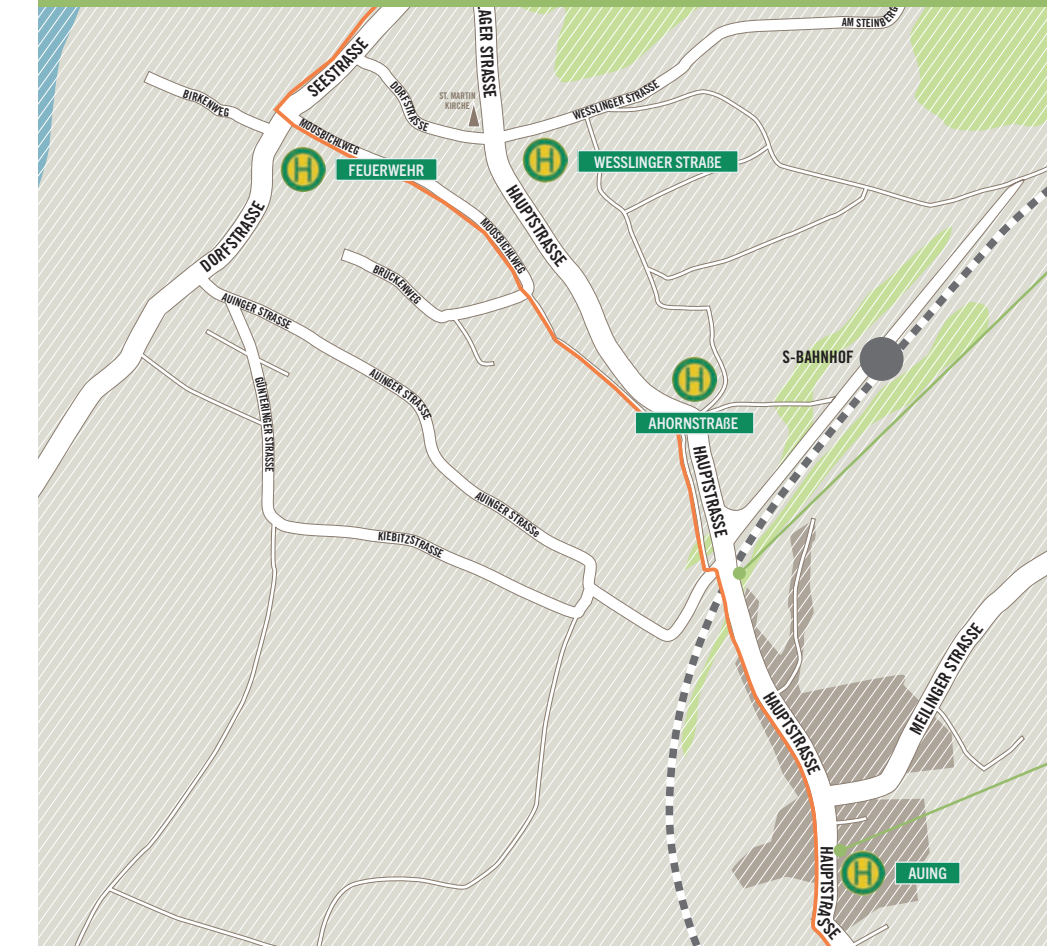 LAGER STRASSE
AM STEINBERG
SEESTRASSE
BIRKENWEG
DORFSTRASSE
ST. MARTIN
KIRCHE
WESSLINGER STRASSE
MOOSBICHLWEG
H
FEUERWEHR
H
WESSLINGER STRAßE
HAUPTSTRASSE
DORFSTRASSE
MOOSBICHLWEG
BRÜCKENWEG
AUINGER STRASSE
S-BAHNHOF
H
AHORNSTRAßE
GÜNTERINGER STRASSE
AUINGER STRASSE
HAUPTSTRASSE
AUINGER STRASSe
KIEBITZSTRASSE
MEILINGER STRASSE
HAUPTSTRASSE
H
AUING
HAUPTSTRASSE